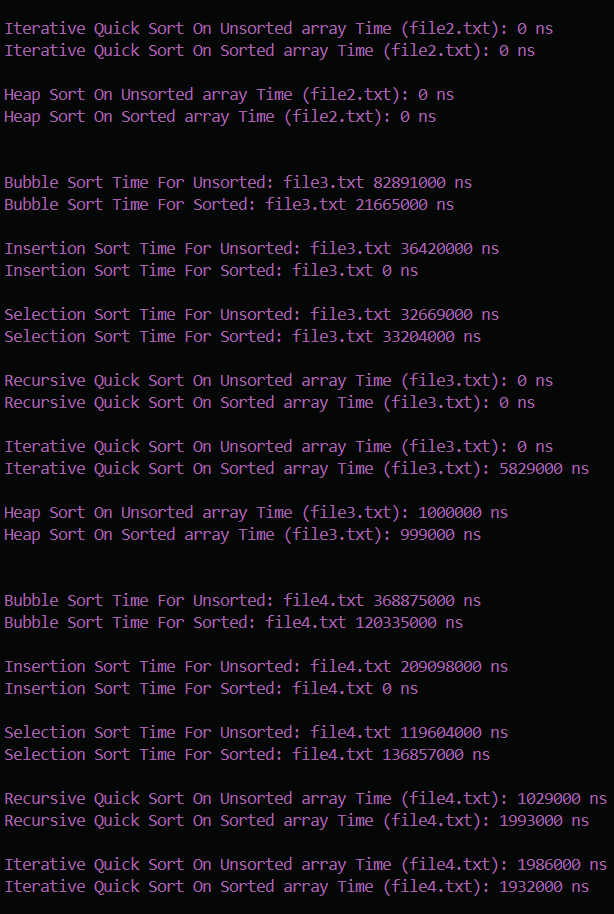 Iterative Quick Sort On Unsorted array Time (file2.txt): 0 ns
Iterative Quick Sort On Sorted array Time (file2.txt): 0 ns
Heap Sort On Unsorted array Time (file2.txt): 0 ns
Heap Sort On Sorted array Time (file2.txt): 0 ns
Bubble Sort Time For Unsorted: file3.txt 82891000 ns
Bubble Sort Time For Sorted: file3.txt 21665000 ns
Insertion Sort Time For Unsorted: file3.txt 36420000 ns
Insertion Sort Time For Sorted: file3.txt 0 ns
Selection Sort Time For Unsorted: file3.txt 32669000 ns
Selection Sort Time For Sorted: file3.txt 33204000 ns
Recursive Quick Sort On Unsorted array Time (file3.txt): 0 ns
Recursive Quick Sort On Sorted array Time (file3.txt): 0 ns
Iterative Quick Sort On Unsorted array Time (file3.txt): 0 ns
Iterative Quick Sort On Sorted array Time (file3.txt): 5829000 ns
Heap Sort On Unsorted array Time (file3.txt): 1000000 ns
Heap Sort On Sorted array Time (file3.txt): 999000 ns
Bubble Sort Time For Unsorted: file4.txt 368875000 ns
Bubble Sort Time For Sorted: file4.txt 120335000 ns
Insertion Sort Time For Unsorted: file4.txt 209098000 ns
Insertion Sort Time For Sorted: file4.txt 0 ns
Selection Sort Time For Unsorted: file4.txt 119604000 ns
Selection Sort Time For Sorted: file4.txt 136857000 ns
Recursive Quick Sort On Unsorted array Time (file4.txt): 1029000 ns
Recursive Quick Sort On Sorted array Time (file4.txt): 1993000 ns
Iterative Quick Sort On Unsorted array Time (file4.txt): 1986000 ns
Iterative Quick Sort On Sorted array Time (file4.txt): 1932000 ns